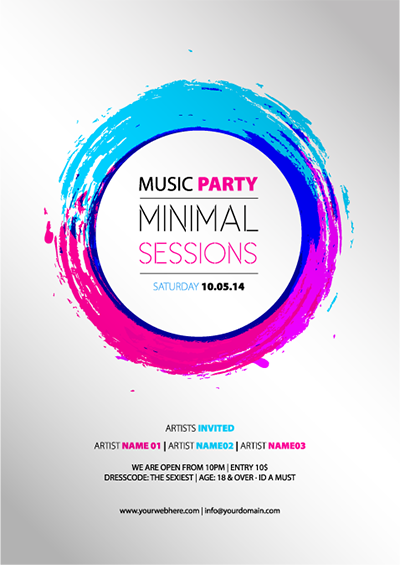 MUSIC PARTY
MINIMAL
SESSIONS
SATURDAY 10.05.14
ARTISTS INVITED
ARTIST NAME 01 | ARTIST NAME02 | ARTIST NAME03
WE ARE OPEN FROM 10PM | ENTRY 10$
DRESSCODE: THE SEXIEST | AGE: 18 & OVER - ID A MUST
www.yourwebhere.com | info@yourdomain.com